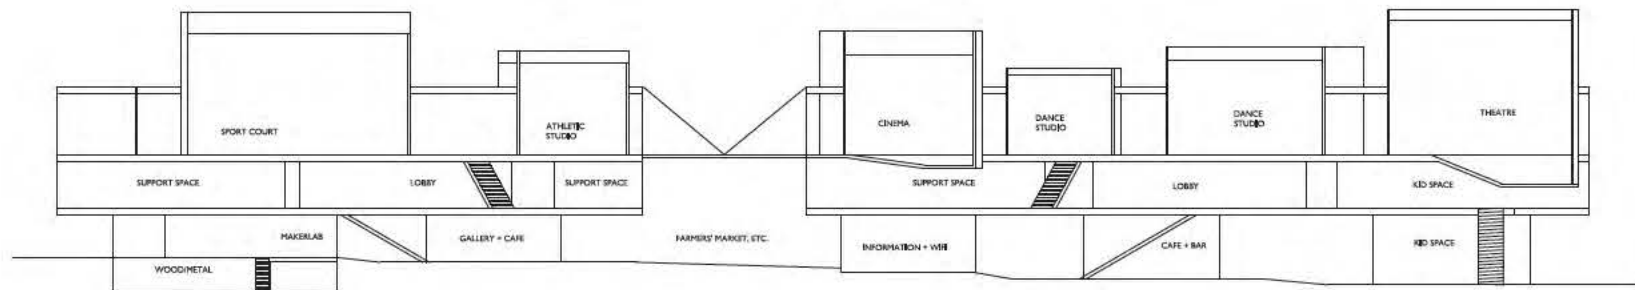 SPORT COURT
ATHLETIC
STUDIO
CINEMA
DANCE
STUDIO
DANCE
STUDIO
THEATRE
SUPPORT SPACE
LOBBY
SUPPORT SPACE
SUPPORT SPACE
LOBBY
KID SPACE
MAKERLAB
GALLERY + CAFE
FARMERS' MARKET, ETC.
INFORMATION + WIFI
CAFE + BAR
KID SPACE
WOOD/METAL